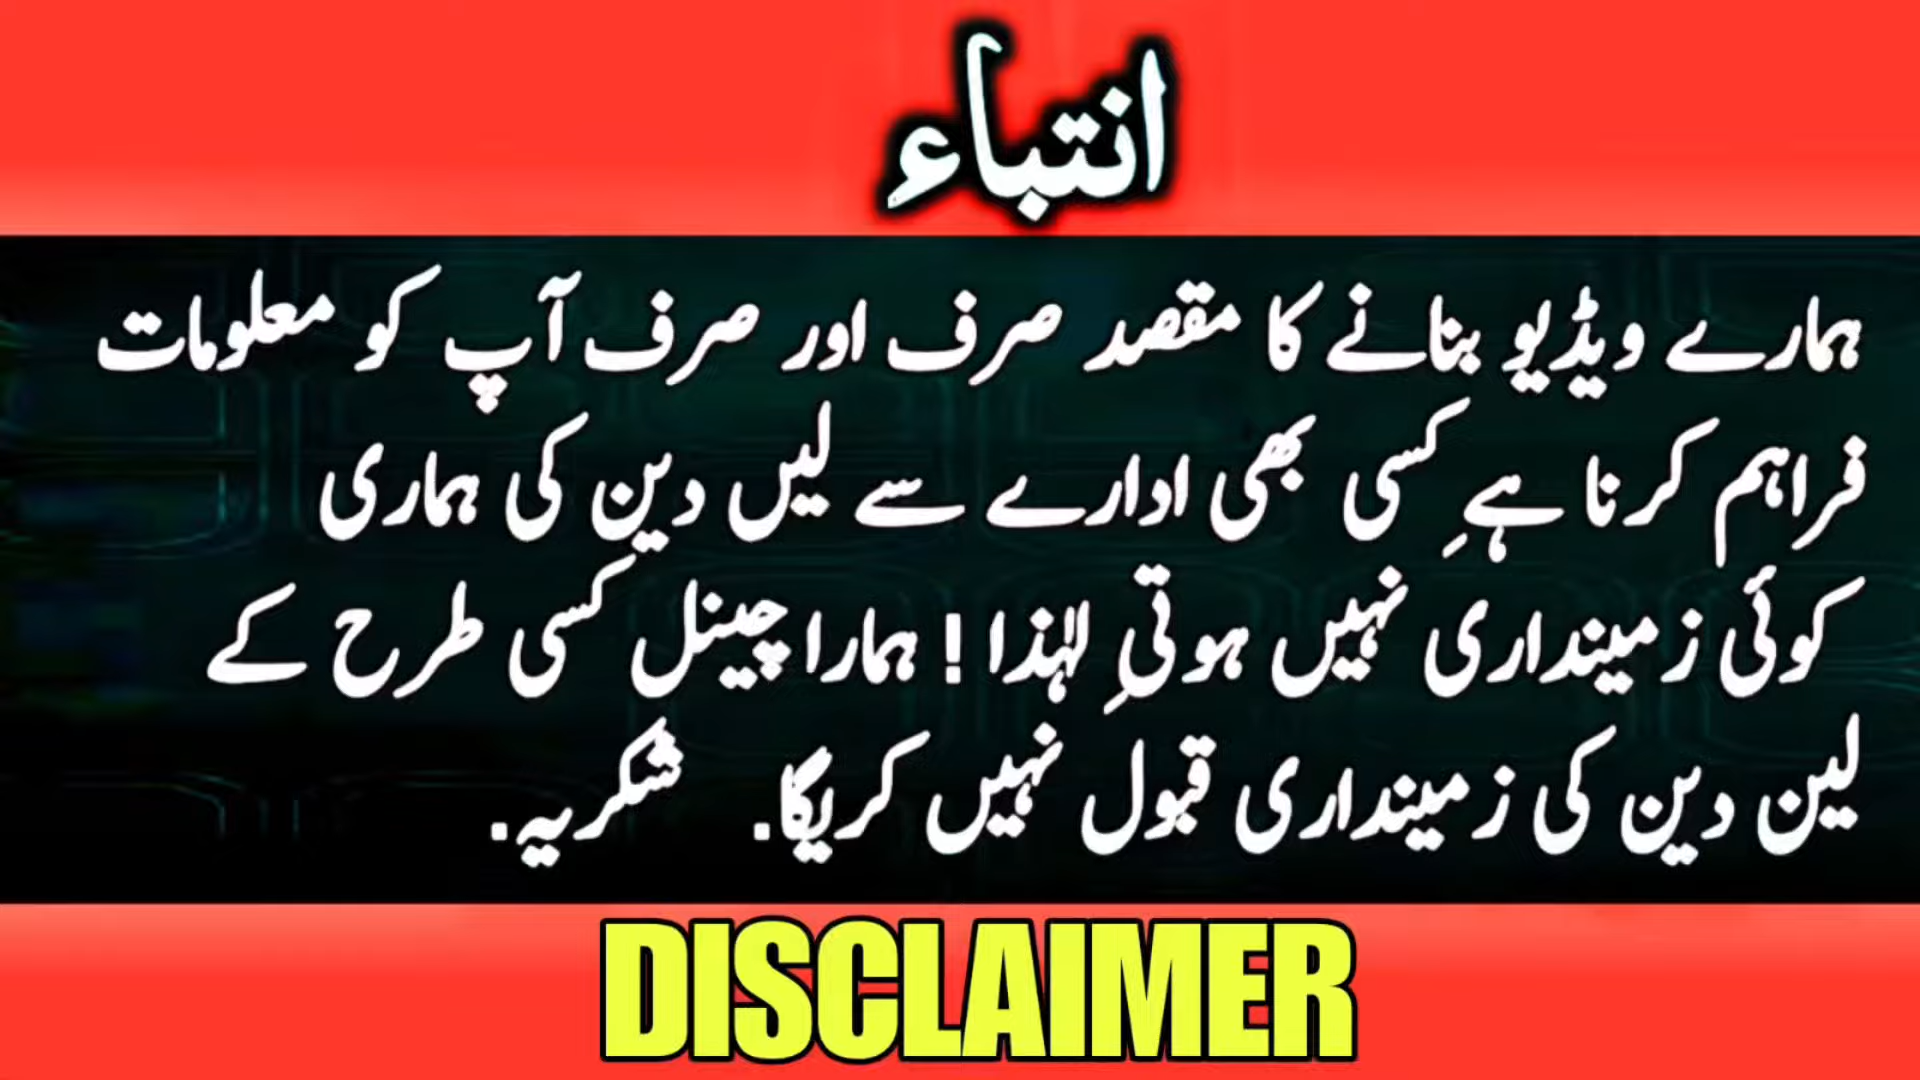 انتباء
ہمارے ویڈیو بنانے کا مقصد صرف اور صرف آپ کو معلومات
فراہم کرنا ہےِ کسی بھی ادارے سے لیں دین کی ہماری
کوئی زمینداری نہیں ہوتیِ لہٰذا ! ہمارا چینل کسی طرح کے
لین دین کی زمینداری قبول نہیں کریگا. شکریہ.
DISCLAIMER